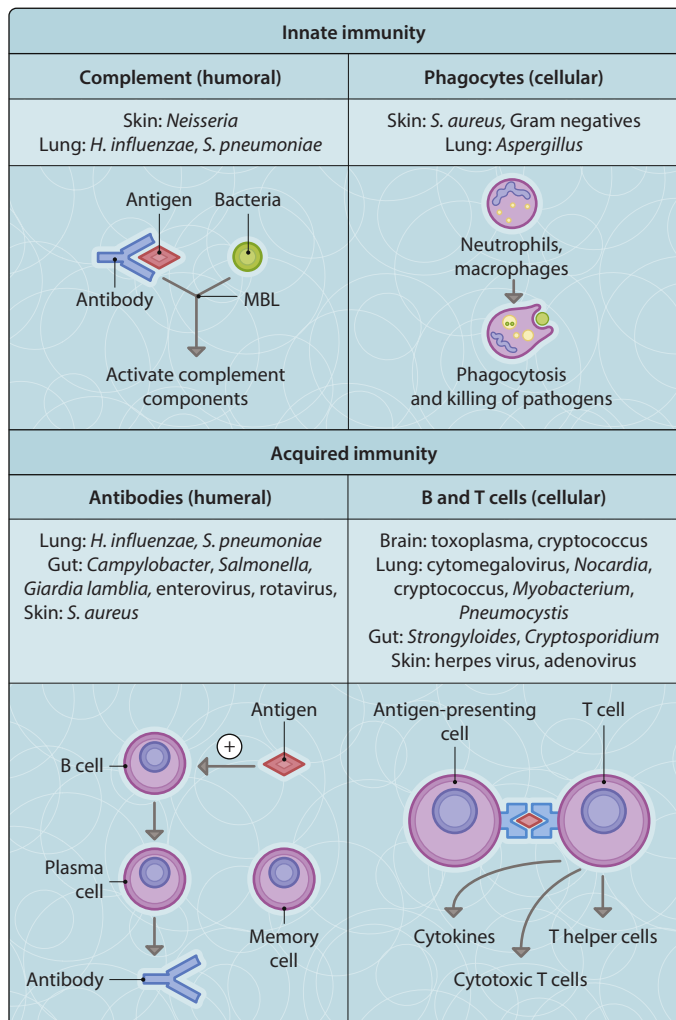 Innate immunity
Complement (humoral)
Phagocytes (cellular)
Skin: Neisseria
Lung: H. influenzae, S. pneumoniae
Skin: S. aureus, Gram negatives
Lung: Aspergillus
Antigen
Bacteria
Antibody
MBL
Activate complement
components
Neutrophils,
macrophages
Phagocytosis
and killing of pathogens
Acquired immunity
Antibodies (humeral)
B and T cells (cellular)
Lung: H. influenzae, S. pneumoniae
Gut: Campylobacter, Salmonella,
Giardia lamblia, enterovirus, rotavirus,
Skin: S. aureus
Brain: toxoplasma, cryptococcus
Lung: cytomegalovirus, Nocardia,
cryptococcus, Myobacterium,
Pneumocystis
Gut: Strongyloides, Cryptosporidium
Skin: herpes virus, adenovirus
Antigen
+
B cell
Plasma
cell
Memory
cell
Antibody
Antigen-presenting
cell
T cell
Cytokines
T helper cells
Cytotoxic T cells